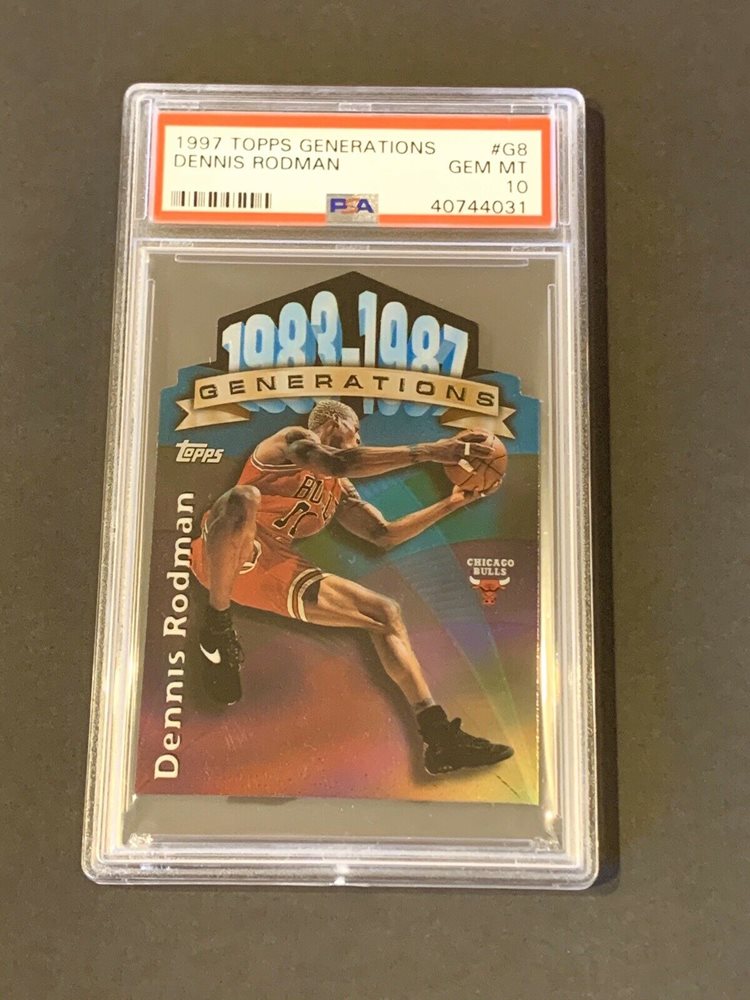 1997 TOPPS GENERATIONS #G8
DENNIS RODMAN GEM MT
10
PSA 40744031
1983-1987
GENERATIONS
Topps
BULLS
CHICAGO
BULLS
Dennis Rodman